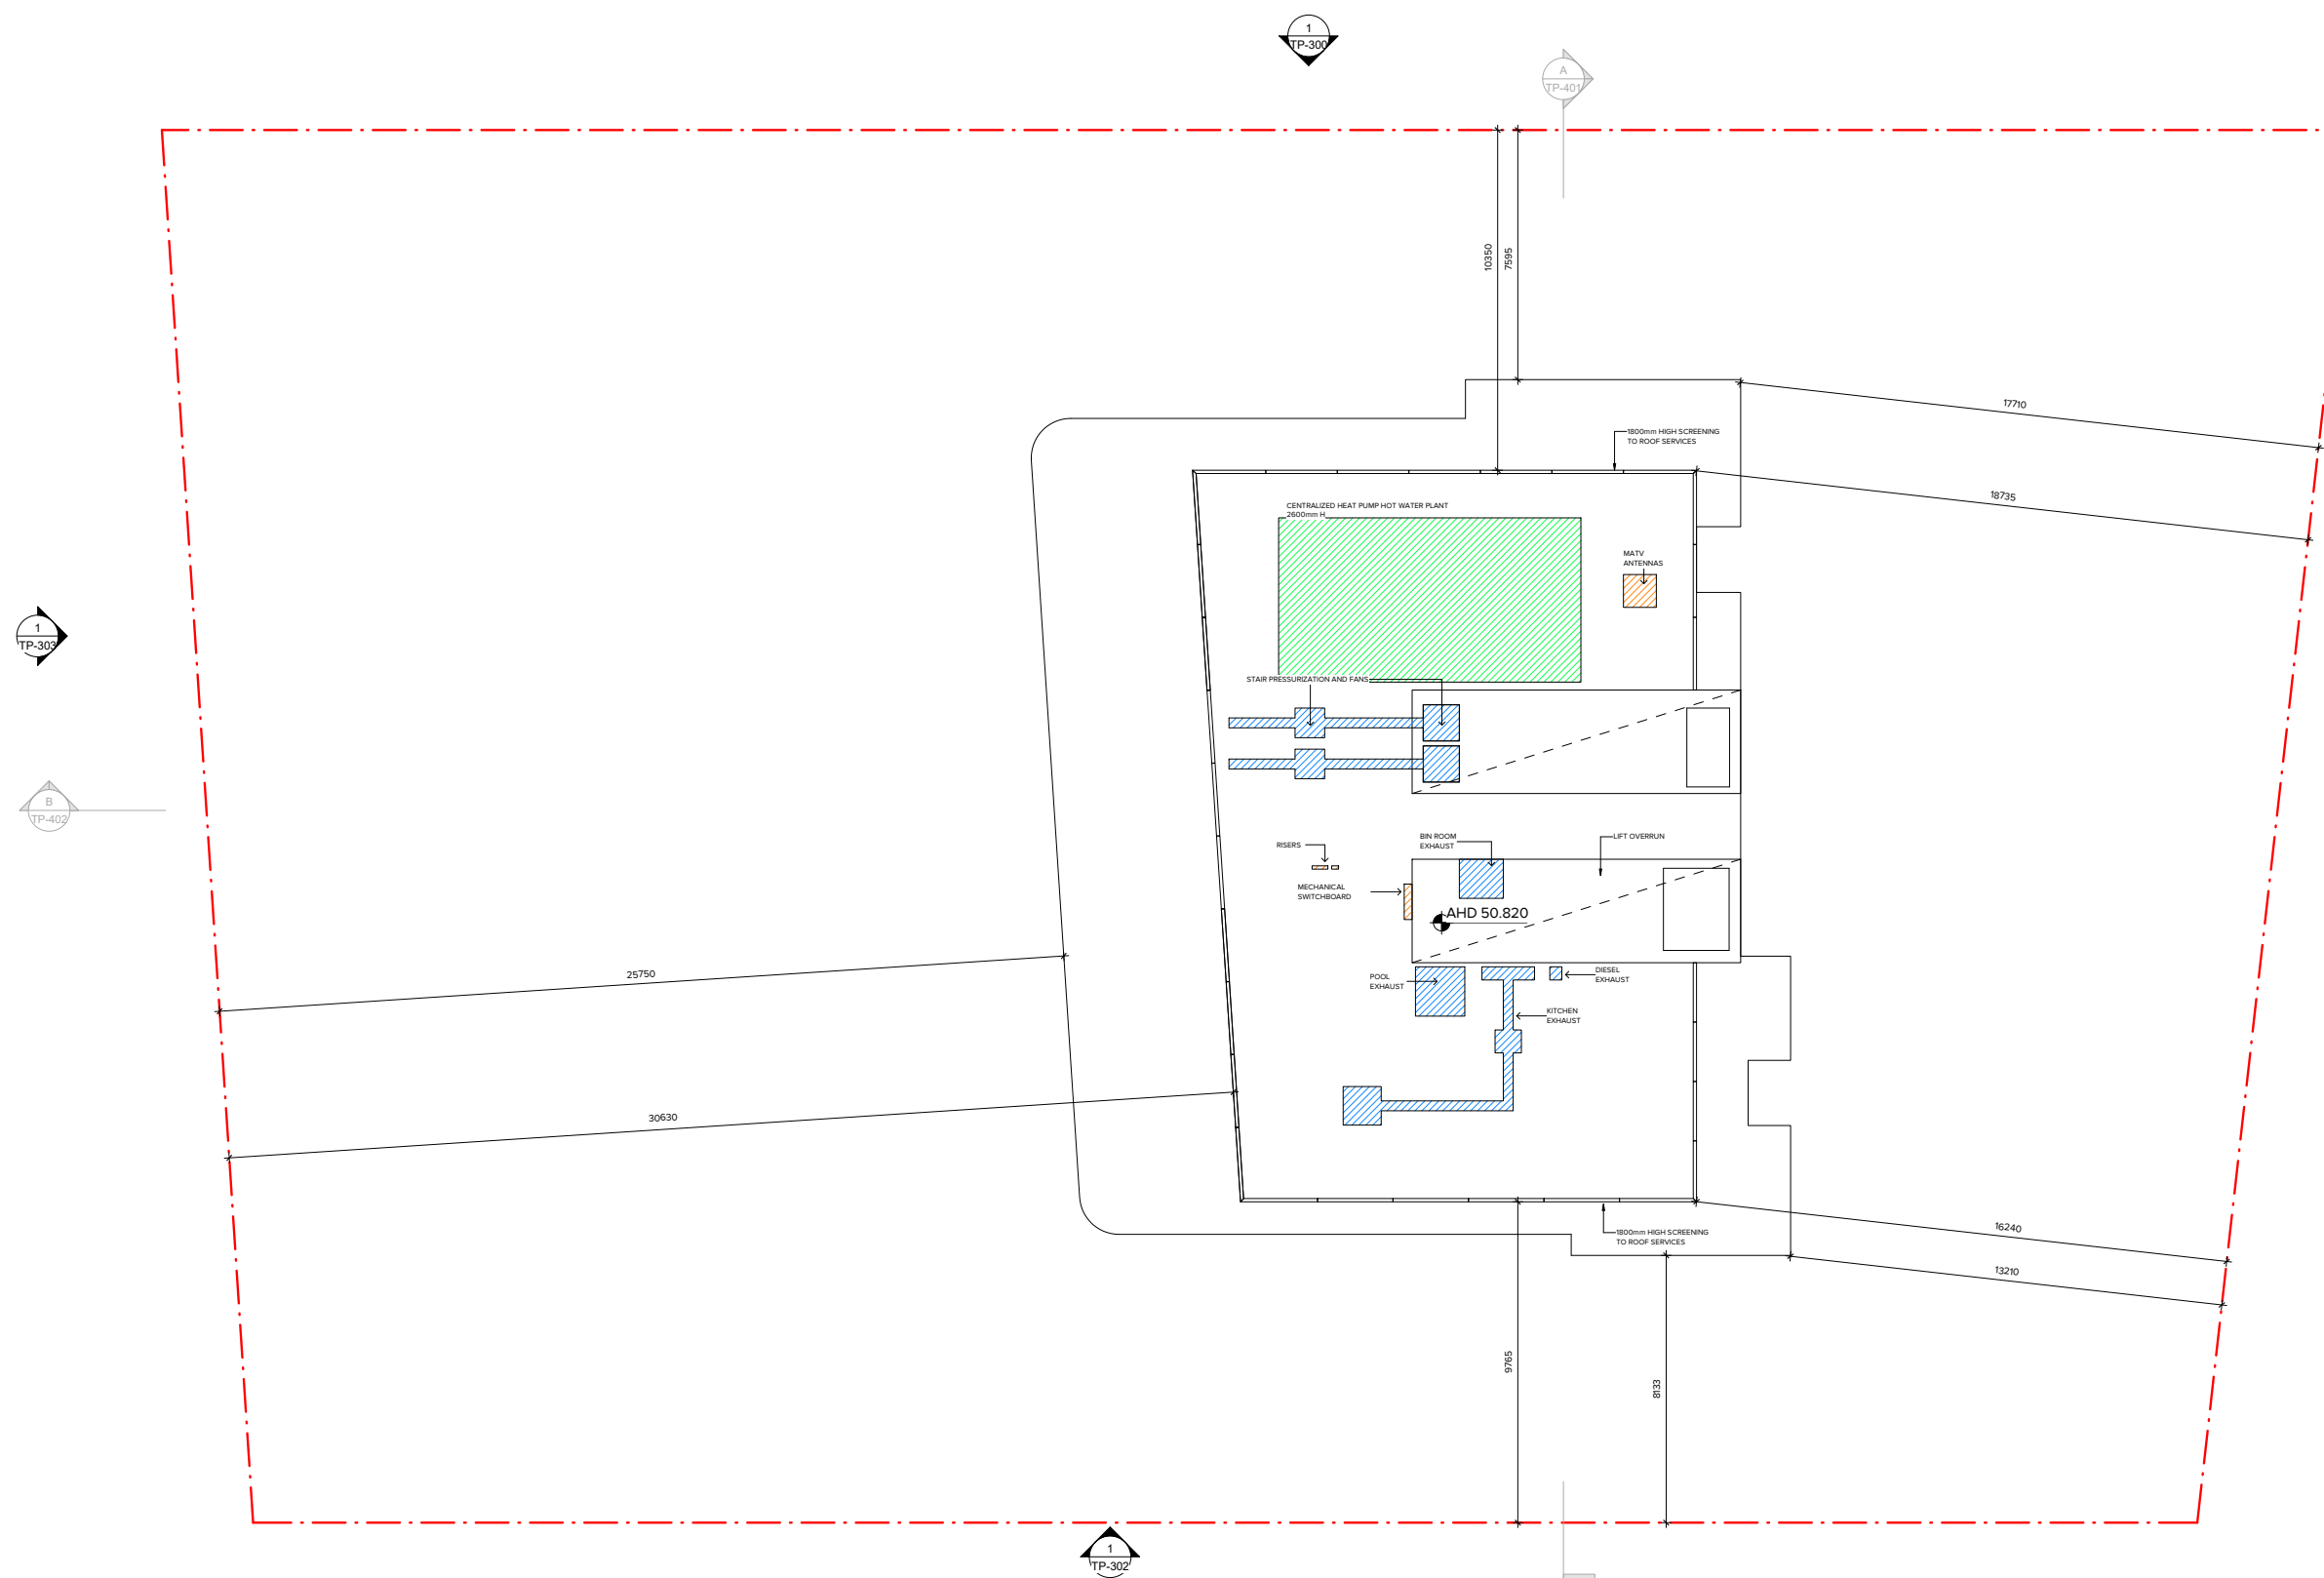 1
TP-300
A
TP-401
10350
7595
17710
1800mm HIGH SCREENING
TO ROOF SERVICES
18735
CENTRALIZED HEAT PUMP HOT WATER PLANT
2600mm H
MATV
ANTENNAS
1
TP-303
STAIR PRESSURIZATION AND FANS
B
TP-402
RISERS
BIN ROOM
EXHAUST
LIFT OVERRUN
MECHANICAL
SWITCHBOARD
AHD 50.820
25750
POOL
EXHAUST
DIESEL
EXHAUST
KITCHEN
EXHAUST
30630
1800mm HIGH SCREENING
TO ROOF SERVICES
16240
13210
9765
8133
1
TP-302